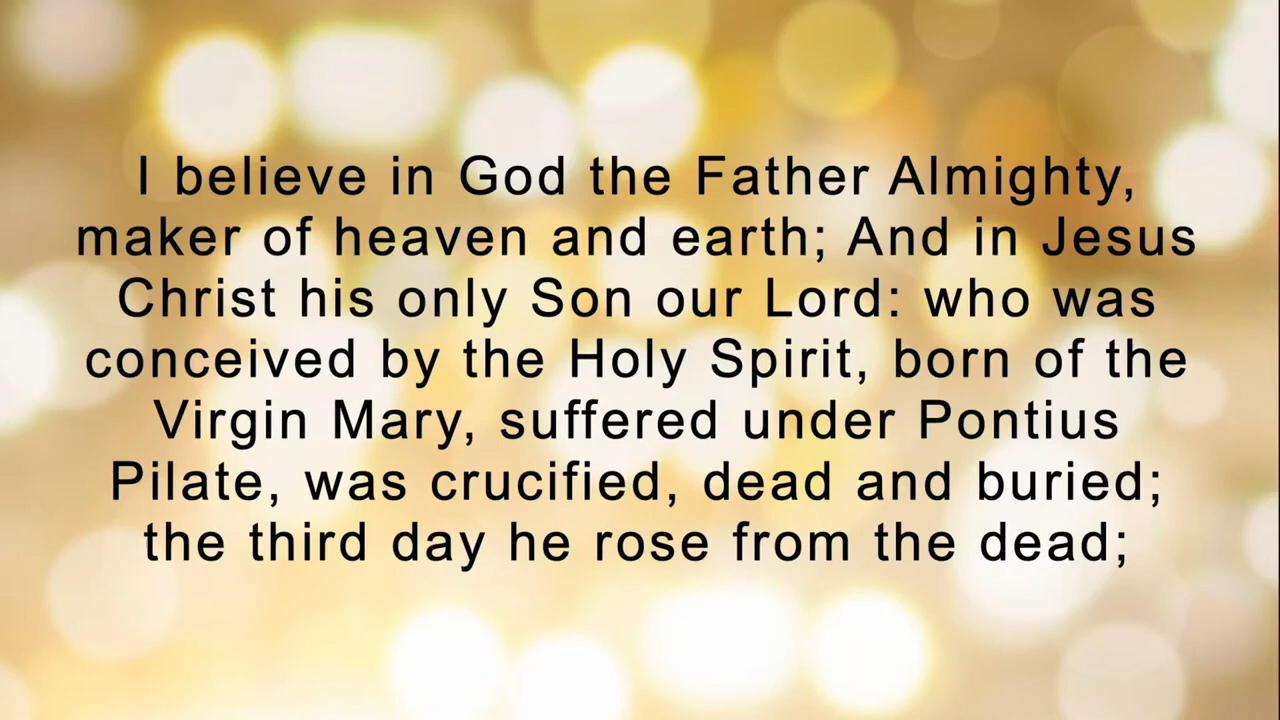 I believe in God the Father Almighty,
maker of heaven and earth; And in Jesus
Christ his only Son our Lord: who was
conceived by the Holy Spirit, born of the
Virgin Mary, suffered under Pontius
Pilate, was crucified, dead and buried;
the third day he rose from the dead;